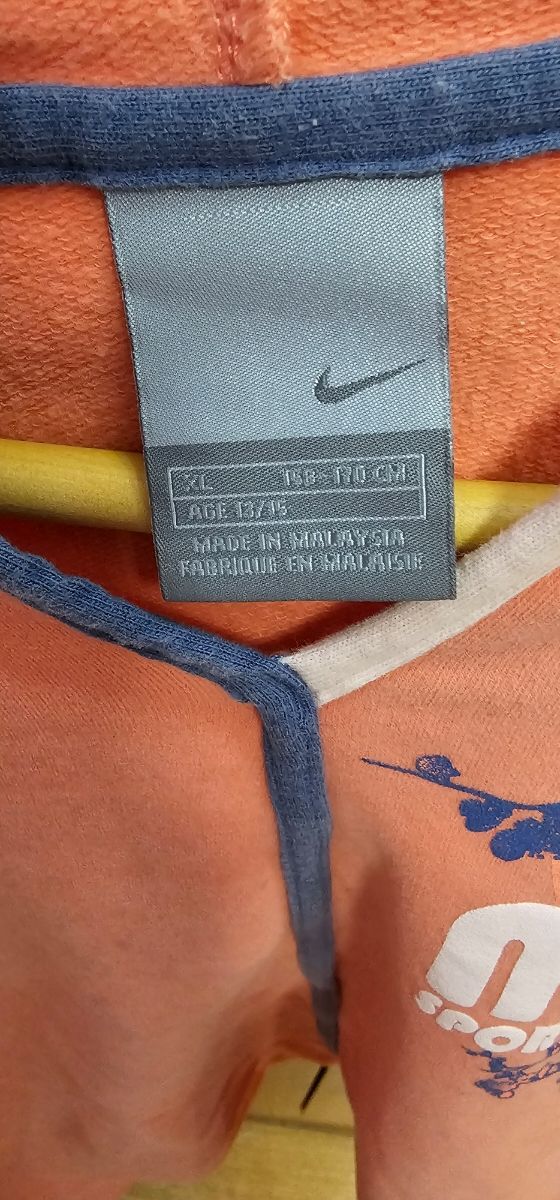 XL 158-170 CM
AGE 13/15
MADE IN MALAYSIA
FABRIQUE EN MALAISIE